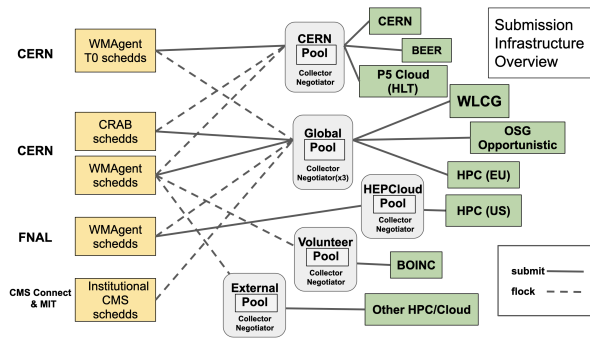 Submission
Infrastructure
Overview
CERN
WMAgent
T0 schedds
CERN
Pool
Collector
Negotiator
CERN
BEER
P5 Cloud
(HLT)
CERN
CRAB
schedds
WMAgent
schedds
Global
Pool
Collector
Negotiator(x3)
WLCG
OSG
Opportunistic
HPC (EU)
HEPCloud
Pool
Collector
Negotiator
HPC (US)
FNAL
WMAgent
schedds
Volunteer
Pool
Collector
Negotiator
BOINC
CMS Connect
& MIT
Institutional
CMS
schedds
External
Pool
Collector
Negotiator
Other HPC/Cloud
submit
flock